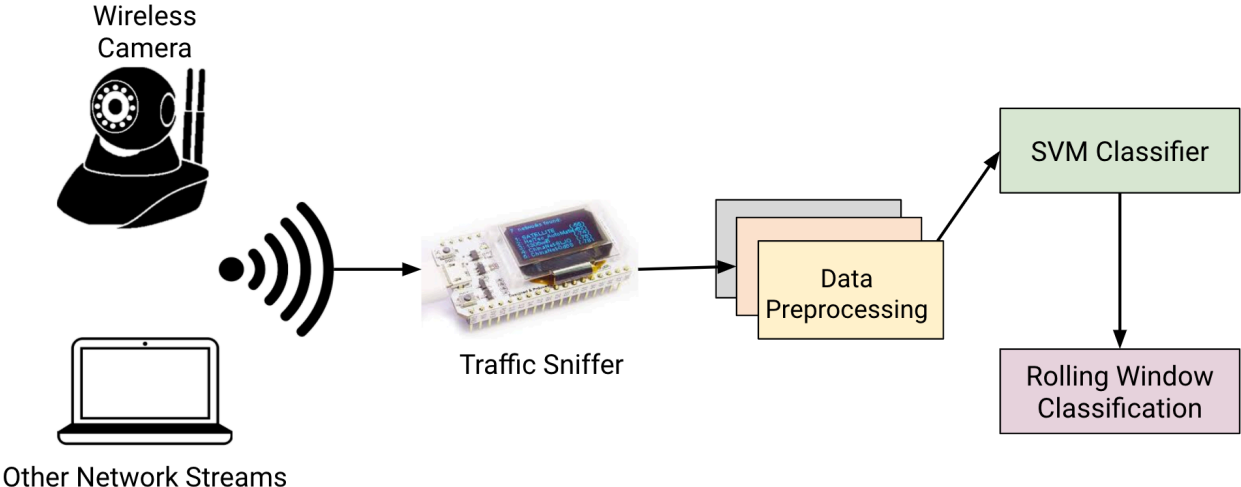 Wireless
Camera
SVM Classifier
Data
Preprocessing
Traffic Sniffer
Rolling Window
Classification
Other Network Streams